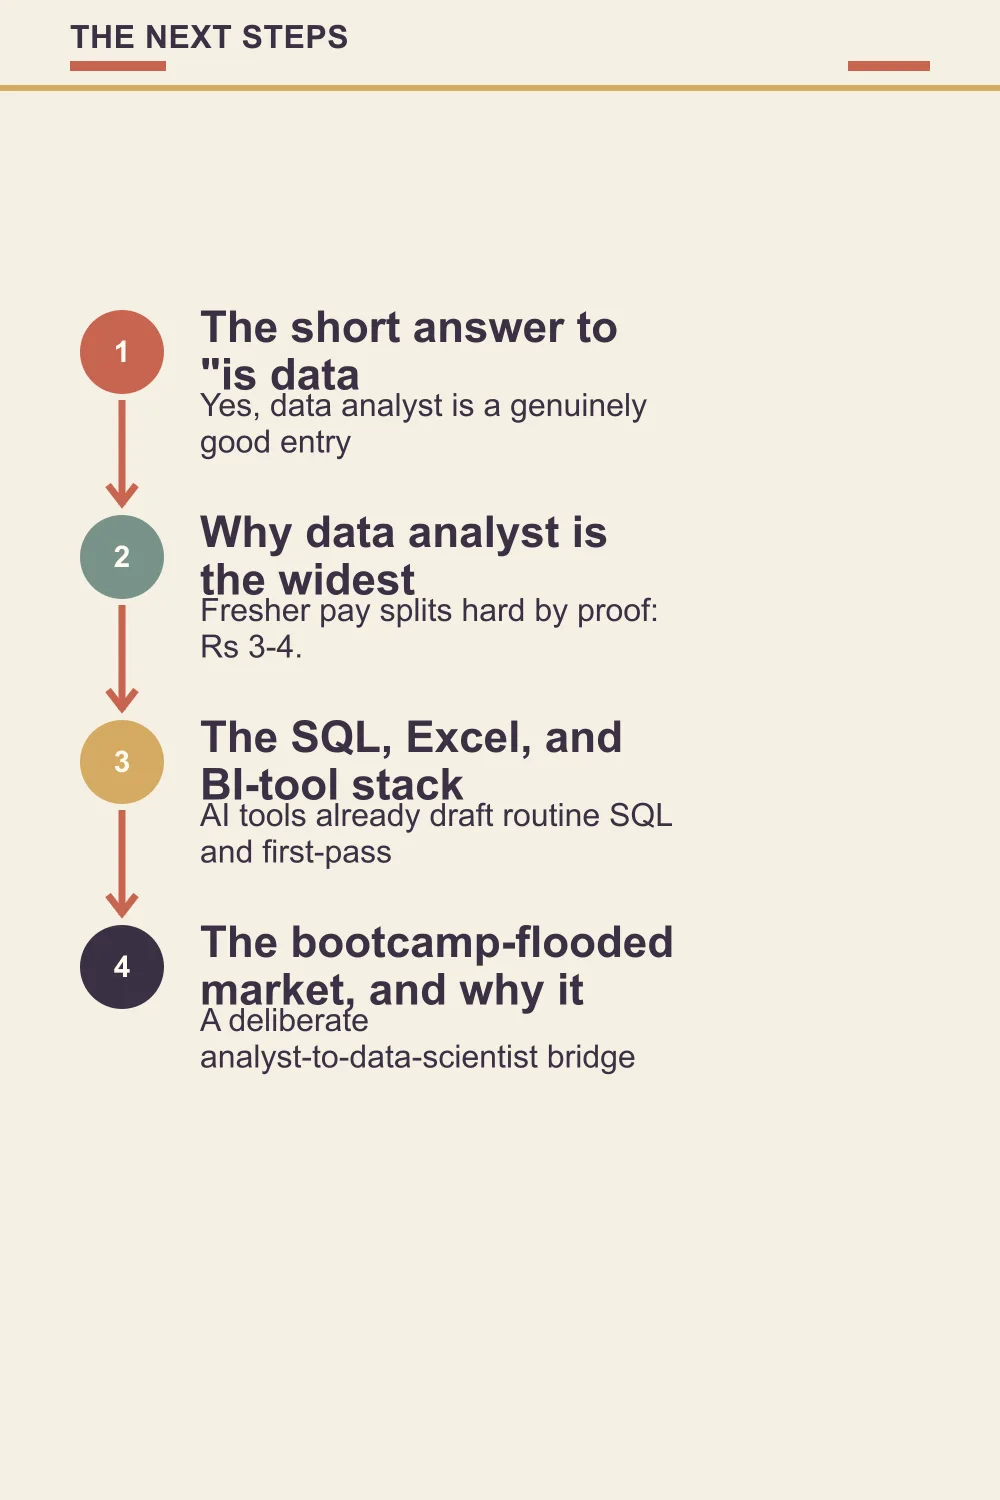 THE NEXT STEPS
1
The short answer to
"is data
Yes, data analyst is a genuinely
good entry
2
Why data analyst is
the widest
Fresher pay splits hard by proof:
Rs 3-4.
3
The SQL, Excel, and
BI-tool stack
AI tools already draft routine SQL
and first-pass
4
The bootcamp-flooded
market, and why it
A deliberate
analyst-to-data-scientist bridge